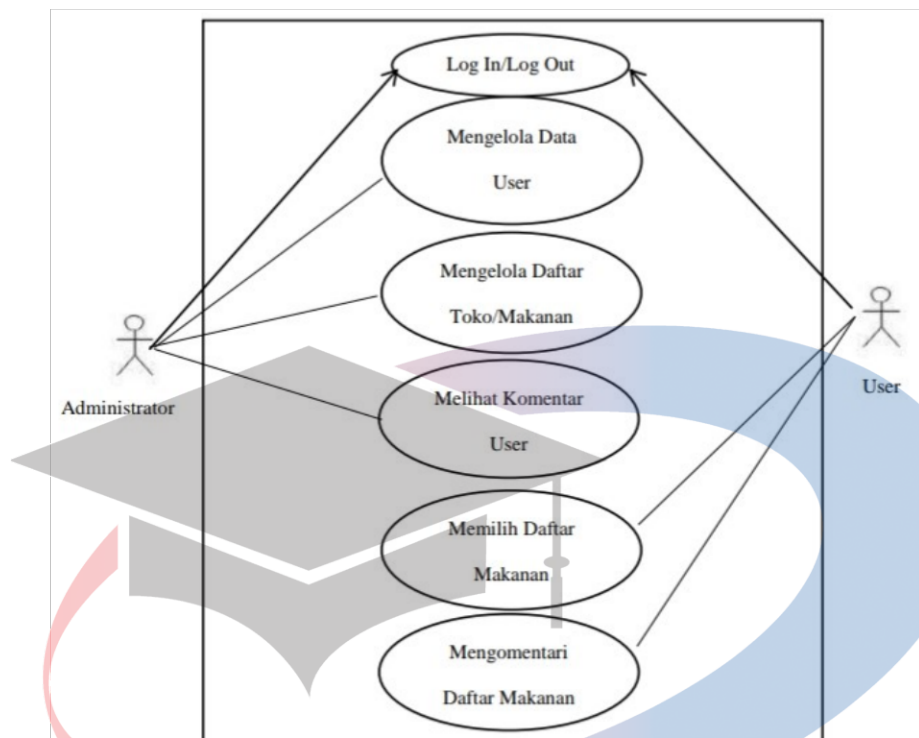 Log In/Log Out
Mengelola Data
User
Mengelola Daftar
Toko/Makanan
Administrator
User
Melihat Komentar
User
Memilih Daftar
Makanan
Mengomentari
Daftar Makanan